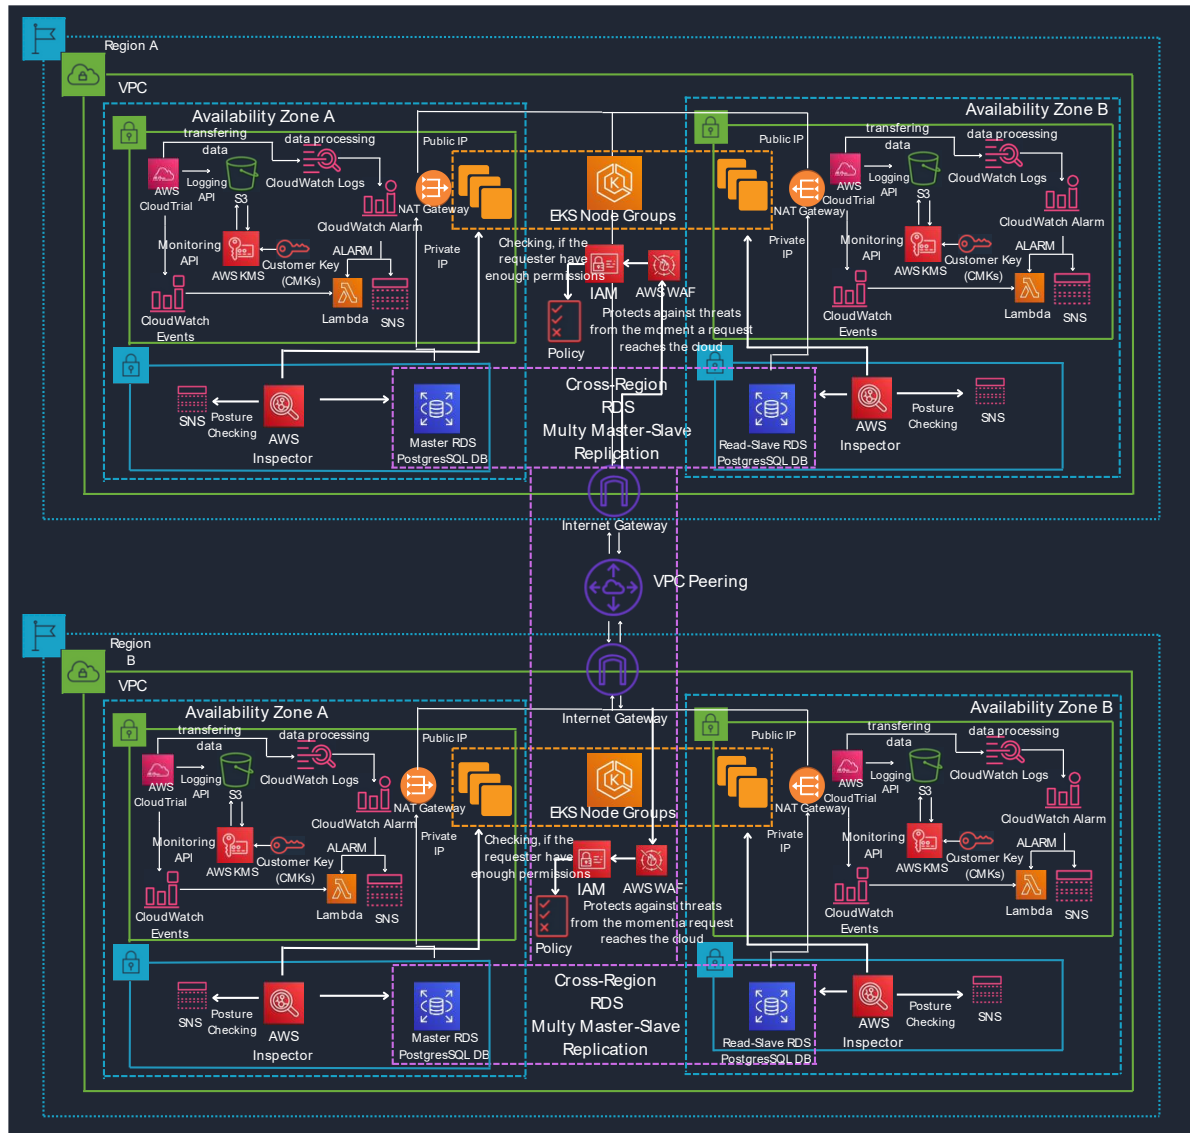 Region A
VPC
Availability Zone A
transfering
data
data processing
AWS
CloudTrial
Logging
API
S3
CloudWatch Logs
CloudWatch Alarm
Monitoring
API
AWS KMS
Customer Key
(CMKs)
ALARM
Lambda
SNS
CloudWatch
Events
Public IP
NAT Gateway
Private
IP
EKS Node Groups
Checking, if the
requester have
enough permissions
IAM
AWS WAF
Policy
Protects against threats
from the moment a request
reaches the cloud
Availability Zone B
transfering
data
data processing
Public IP
NAT Gateway
Private
IP
AWS
CloudTrial
Logging
API
S3
CloudWatch Logs
CloudWatch Alarm
Monitoring
API
AWS KMS
Customer Key
(CMKs)
ALARM
Lambda
SNS
CloudWatch
Events
SNS
Posture
Checking
AWS
Inspector
Master RDS
PostgresSQL DB
Cross-Region
RDS
Multy Master-Slave
Replication
Read-Slave RDS
PostgresSQL DB
AWS
Inspector
Posture
Checking
SNS
Internet Gateway
VPC Peering
Region
B
VPC
Internet Gateway
Availability Zone A
transfering
data
data processing
AWS
CloudTrial
Logging
API
S3
CloudWatch Logs
CloudWatch Alarm
Monitoring
API
AWS KMS
Customer Key
(CMKs)
ALARM
Lambda
SNS
CloudWatch
Events
Public IP
NAT Gateway
Private
IP
EKS Node Groups
Checking, if the
requester have
enough permissions
IAM
AWS WAF
Policy
Protects against threats
from the moment a request
reaches the cloud
Availability Zone B
transfering
data
data processing
Public IP
NAT Gateway
Private
IP
AWS
CloudTrial
Logging
API
S3
CloudWatch Logs
CloudWatch Alarm
Monitoring
API
AWS KMS
Customer Key
(CMKs)
ALARM
Lambda
SNS
CloudWatch
Events
SNS
Posture
Checking
AWS
Inspector
Master RDS
PostgresSQL DB
Cross-Region
RDS
Multy Master-Slave
Replication
Read-Slave RDS
PostgresSQL DB
AWS
Inspector
Posture
Checking
SNS